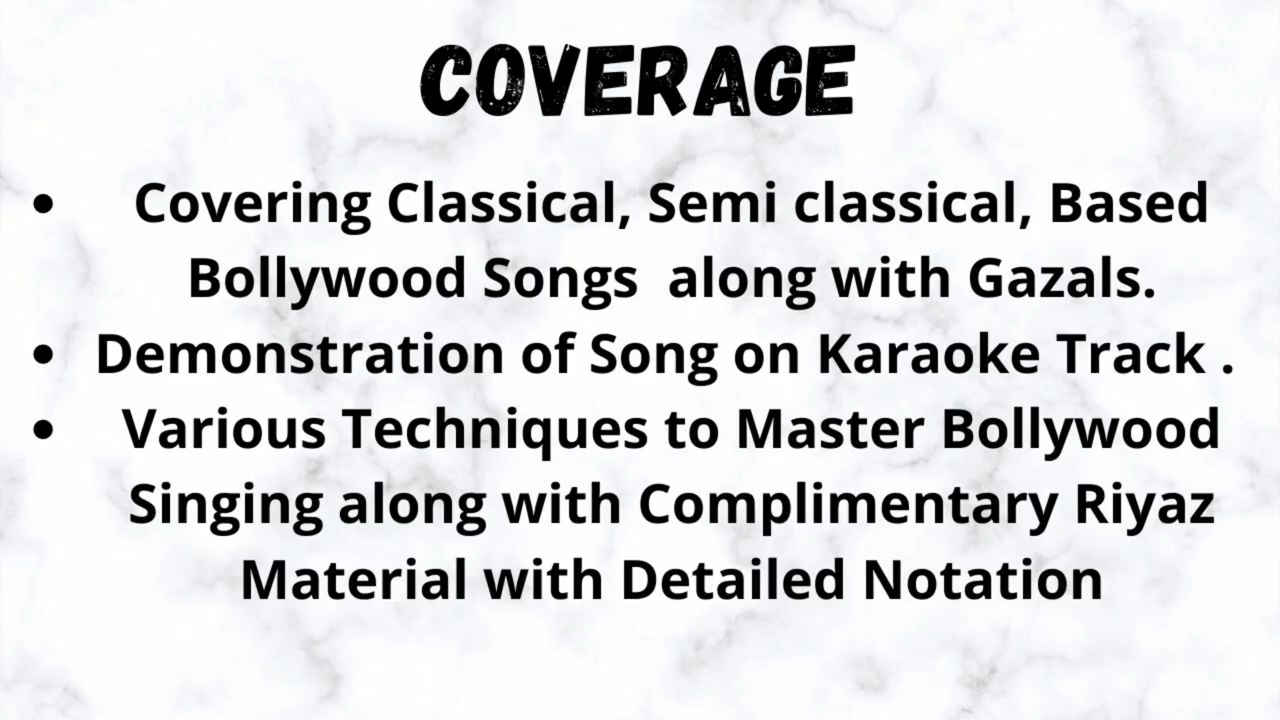 COVERAGE
• Covering Classical, Semi classical, Based
Bollywood Songs  along with Gazals.
• Demonstration of Song on Karaoke Track .
• Various Techniques to Master Bollywood
Singing along with Complimentary Riyaz
Material with Detailed Notation